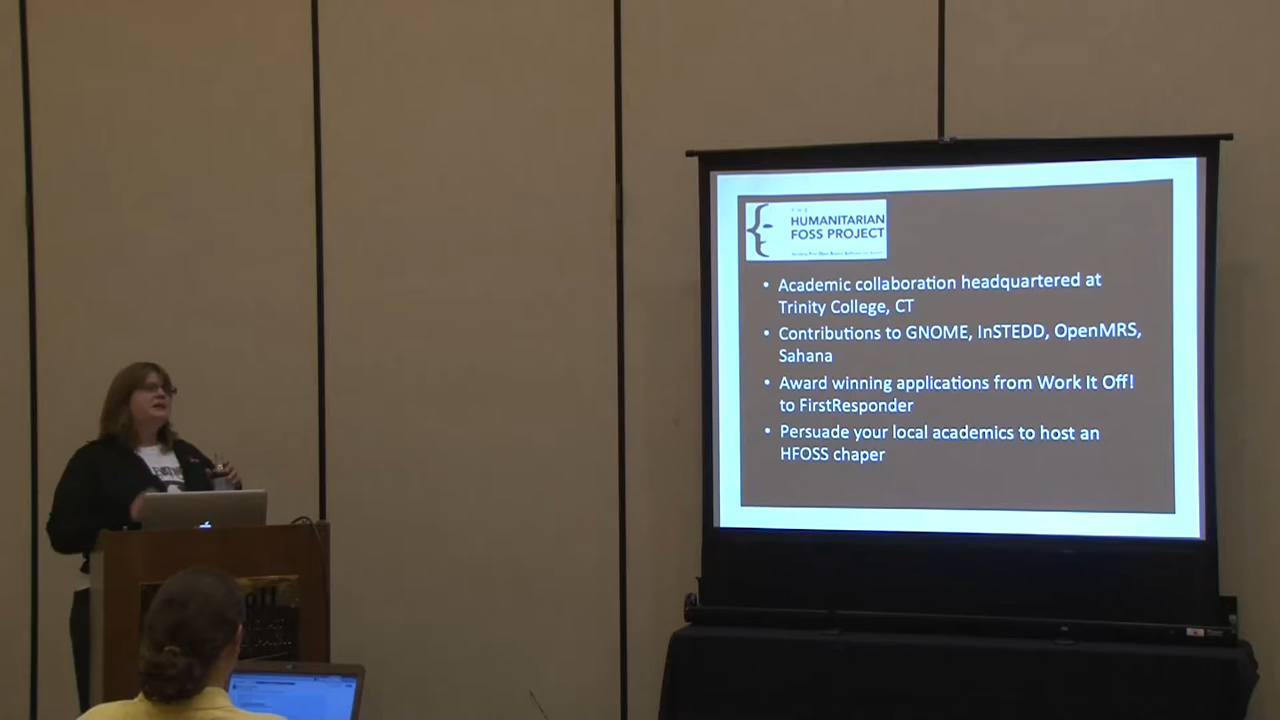 THE
HUMANITARIAN
FOSS PROJECT
• Academic collaboration headquartered at
Trinity College, CT
• Contributions to GNOME, InSTEDD, OpenMRS,
Sahana
• Award winning applications from Work It Off!
to FirstResponder
• Persuade your local academics to host an
HFOSS chaper